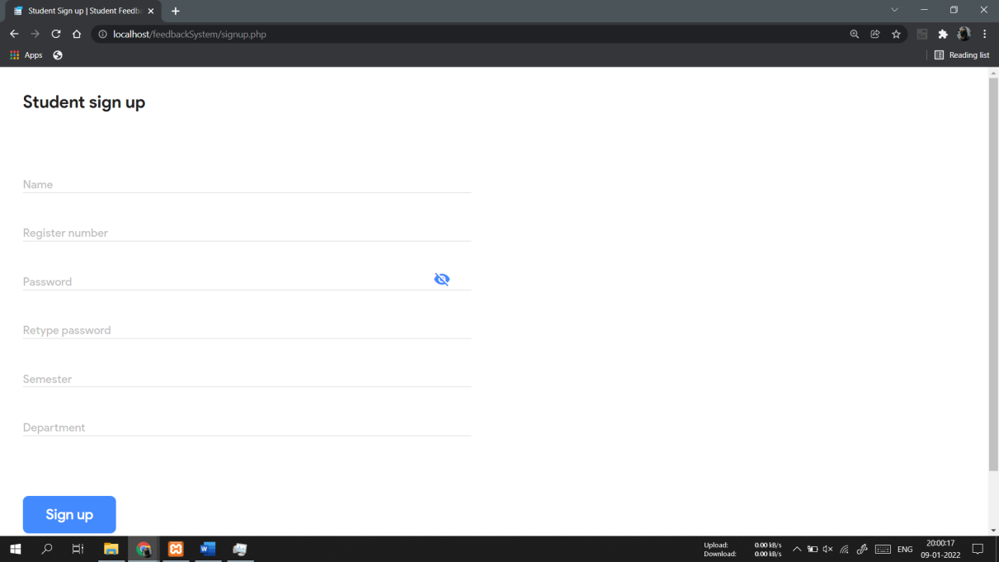 Student Sign up | Student Feedb
localhost/feedbackSystem/signup.php
Apps
Reading list
Student sign up
Name
Register number
Password
Retype password
Semester
Department
Sign up
Upload: 0.00 kB/s
Download: 0.00 kB/s
ENG
20:00:17
09-01-2022